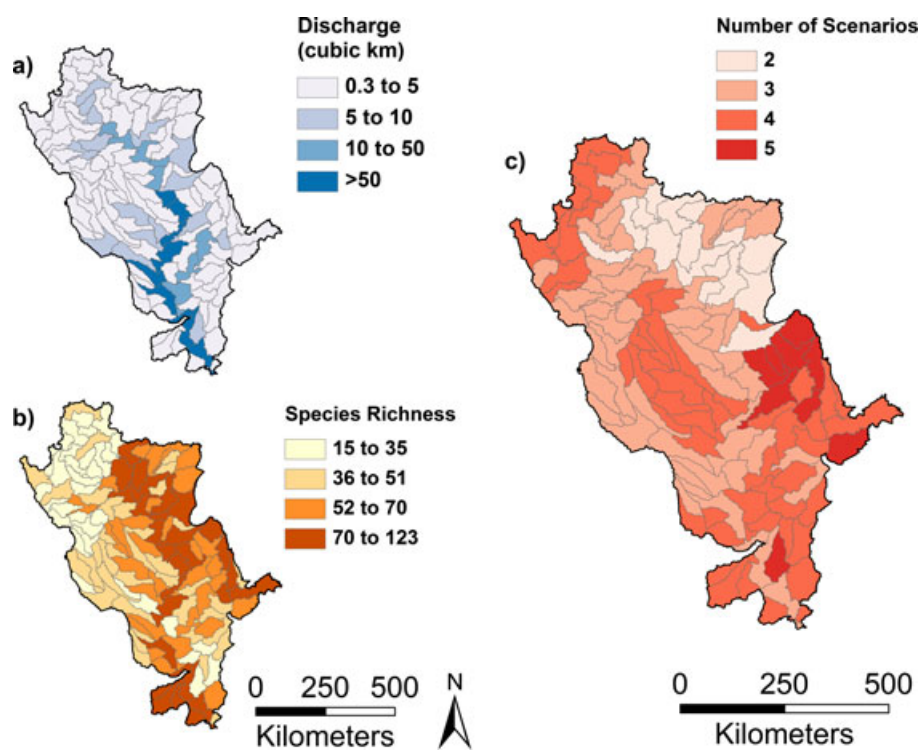 a)
Discharge
(cubic km)
0.3 to 5
5 to 10
10 to 50
>50
b)
Species Richness
15 to 35
36 to 51
52 to 70
70 to 123
0 250 500
Kilometers
N
c)
Number of Scenarios
2
3
4
5
0 250 500
Kilometers